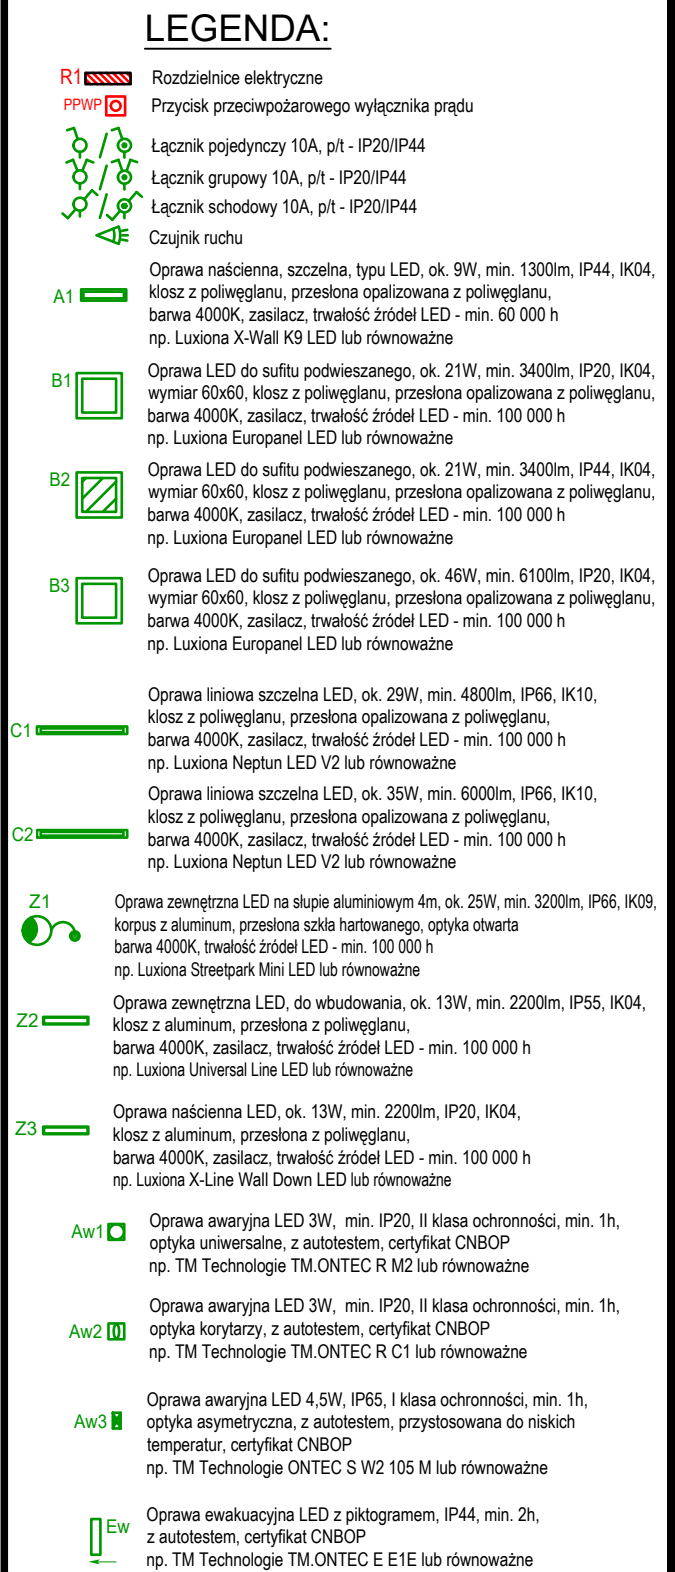 LEGENDA:
R1 Rozdzielnice elektryczne
PPWP Przycisk przeciwpożarowego wyłącznika prądu
Łącznik pojedynczy 10A, p/t - IP20/IP44
Łącznik grupowy 10A, p/t - IP20/IP44
Łącznik schodowy 10A, p/t - IP20/IP44
Czujnik ruchu
A1
Oprawa naścienna, szczelna, typu LED, ok. 9W, min. 1300lm, IP44, IK04,
klosz z poliwęglanu, przesłona opalizowana z poliwęglanu,
barwa 4000K, zasilacz, trwałość źródeł LED - min. 60 000 h
np. Luxiona X-Wall K9 LED lub równoważne
B1
Oprawa LED do sufitu podwieszanego, ok. 21W, min. 3400lm, IP20, IK04,
wymiar 60x60, klosz z poliwęglanu, przesłona opalizowana z poliwęglanu,
barwa 4000K, zasilacz, trwałość źródeł LED - min. 100 000 h
np. Luxiona Europanel LED lub równoważne
B2
Oprawa LED do sufitu podwieszanego, ok. 21W, min. 3400lm, IP44, IK04,
wymiar 60x60, klosz z poliwęglanu, przesłona opalizowana z poliwęglanu,
barwa 4000K, zasilacz, trwałość źródeł LED - min. 100 000 h
np. Luxiona Europanel LED lub równoważne
B3
Oprawa LED do sufitu podwieszanego, ok. 46W, min. 6100lm, IP20, IK04,
wymiar 60x60, klosz z poliwęglanu, przesłona opalizowana z poliwęglanu,
barwa 4000K, zasilacz, trwałość źródeł LED - min. 100 000 h
np. Luxiona Europanel LED lub równoważne
C1
Oprawa liniowa szczelna LED, ok. 29W, min. 4800lm, IP66, IK10,
klosz z poliwęglanu, przesłona opalizowana z poliwęglanu,
barwa 4000K, zasilacz, trwałość źródeł LED - min. 100 000 h
np. Luxiona Neptun LED V2 lub równoważne
C2
Oprawa liniowa szczelna LED, ok. 35W, min. 6000lm, IP66, IK10,
klosz z poliwęglanu, przesłona opalizowana z poliwęglanu,
barwa 4000K, zasilacz, trwałość źródeł LED - min. 100 000 h
np. Luxiona Neptun LED V2 lub równoważne
Z1
Oprawa zewnętrzna LED na słupie aluminiowym 4m, ok. 25W, min. 3200lm, IP66, IK09,
korpus z aluminum, przesłona szkła hartowanego, optyka otwarta
barwa 4000K, trwałość źródeł LED - min. 100 000 h
np. Luxiona Streetpark Mini LED lub równoważne
Z2
Oprawa zewnętrzna LED, do wbudowania, ok. 13W, min. 2200lm, IP55, IK04,
klosz z aluminum, przesłona z poliwęglanu,
barwa 4000K, zasilacz, trwałość źródeł LED - min. 100 000 h
np. Luxiona Universal Line LED lub równoważne
Z3
Oprawa naścienna LED, ok. 13W, min. 2200lm, IP20, IK04,
klosz z aluminum, przesłona z poliwęglanu,
barwa 4000K, zasilacz, trwałość źródeł LED - min. 100 000 h
np. Luxiona X-Line Wall Down LED lub równoważne
Aw1
Oprawa awaryjna LED 3W, min. IP20, II klasa ochronności, min. 1h,
optyka uniwersalne, z autotestem, certyfikat CNBOP
np. TM Technologie TM.ONTEC R M2 lub równoważne
Aw2
Oprawa awaryjna LED 3W, min. IP20, II klasa ochronności, min. 1h,
optyka korytarzy, z autotestem, certyfikat CNBOP
np. TM Technologie TM.ONTEC R C1 lub równoważne
Aw3
Oprawa awaryjna LED 4,5W, IP65, I klasa ochronności, min. 1h,
optyka asymetryczna, z autotestem, przystosowana do niskich
temperatur, certyfikat CNBOP
np. TM Technologie ONTEC S W2 105 M lub równoważne
Ew
Oprawa ewakuacyjna LED z piktogramem, IP44, min. 2h,
z autotestem, certyfikat CNBOP
np. TM Technologie TM.ONTEC E E1E lub równoważne